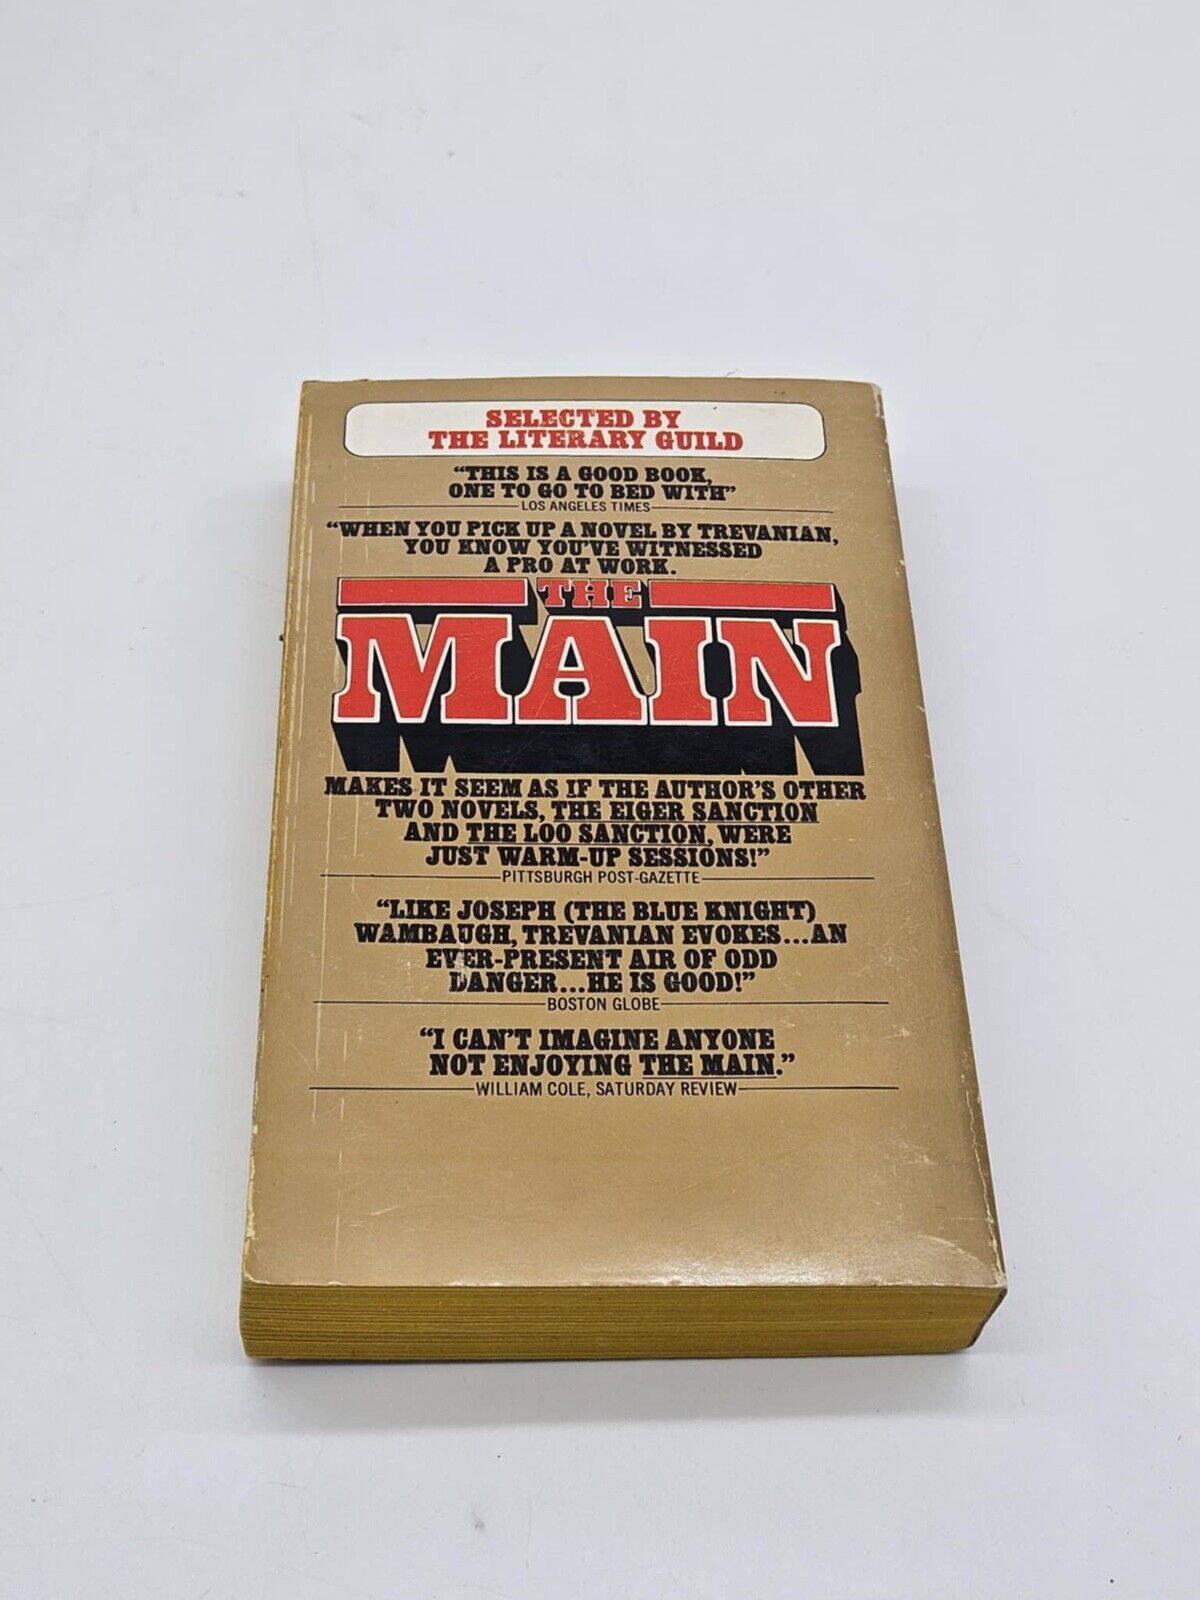 SELECTED BY
THE LITERARY GUILD
“THIS IS A GOOD BOOK,
ONE TO GO TO BED WITH”
LOS ANGELES TIMES
“WHEN YOU PICK UP A NOVEL BY TREVANIAN,
YOU KNOW YOU’VE WITNESSED
A PRO AT WORK.
THE
MAIN
MAKES IT SEEM AS IF THE AUTHOR’S OTHER
TWO NOVELS, THE EIGER SANCTION
AND THE LOO SANCTION, WERE
JUST WARM-UP SESSIONS!”
PITTSBURGH POST-GAZETTE
“LIKE JOSEPH (THE BLUE KNIGHT)
WAMBAUGH, TREVANIAN EVOKES...AN
EVER-PRESENT AIR OF ODD
DANGER...HE IS GOOD!”
BOSTON GLOBE
“I CAN’T IMAGINE ANYONE
NOT ENJOYING THE MAIN.”
WILLIAM COLE, SATURDAY REVIEW